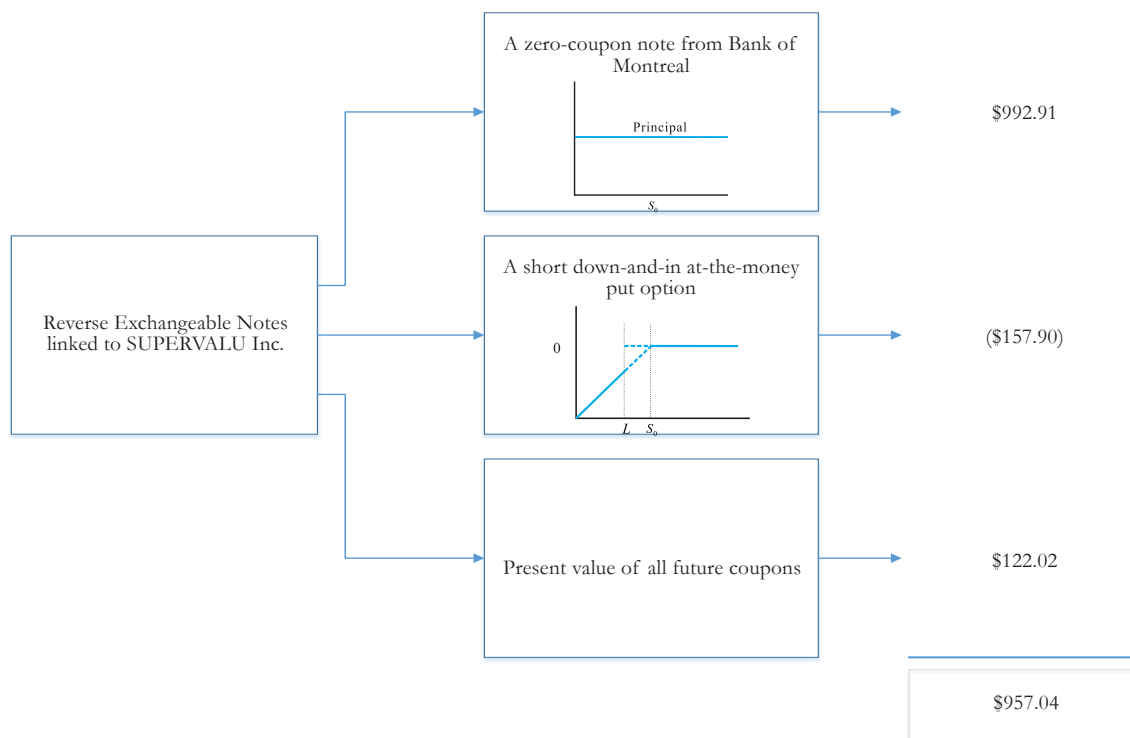 A zero-coupon note from Bank of
Montreal
Principal
S₀
$992.91
Reverse Exchangeable Notes
linked to SUPERVALU Inc.
A short down-and-in at-the-money
put option
0
L S₀
($157.90)
Present value of all future coupons
$122.02
$957.04